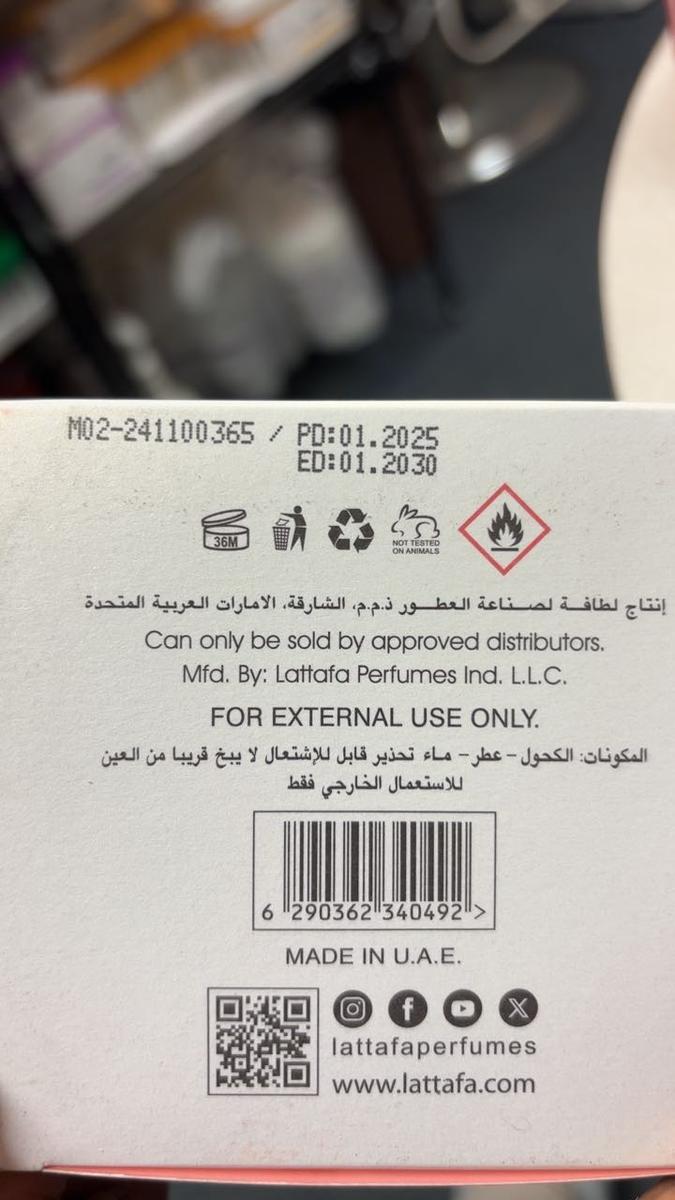 M02-241100365 / PD:01.2025
ED:01.2030
36M
NOT TESTED
ON ANIMALS
إنتاج لطافــة لصــناعة العطــور ذ.م.م، الشارقة، الامارات العربية المتحدة
Can only be sold by approved distributors.
Mfd. By: Lattafa Perfumes Ind. L.L.C.
FOR EXTERNAL USE ONLY.
المكونات: الكحول – عطر – ماء تحذير قابل للإشتعال لا يبخ قريبا من العين
للاستعمال الخارجي فقط
6 290362 340492 >
MADE IN U.A.E.
lattafaperfumes
www.lattafa.com